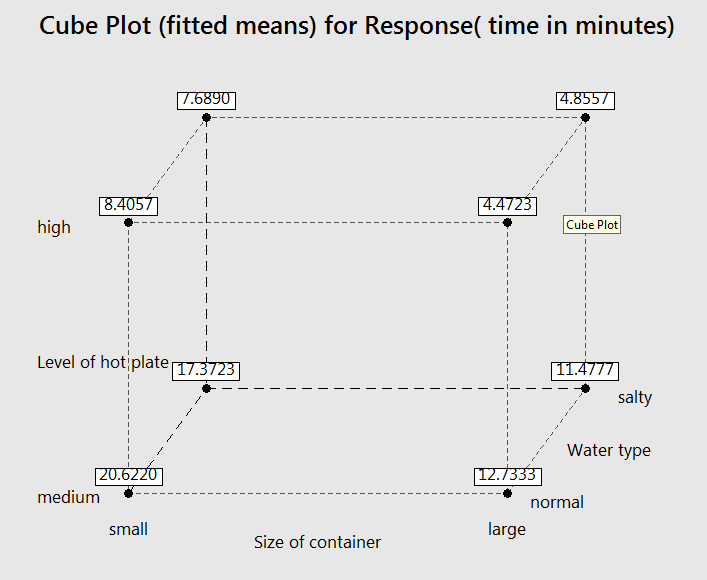 Cube Plot (fitted means) for Response( time in minutes)
7.6890
4.8557
8.4057
4.4723
high
Cube Plot
Level of hot plate
17.3723
11.4777
salty
Water type
20.6220
12.7333
medium
normal
small
large
Size of container